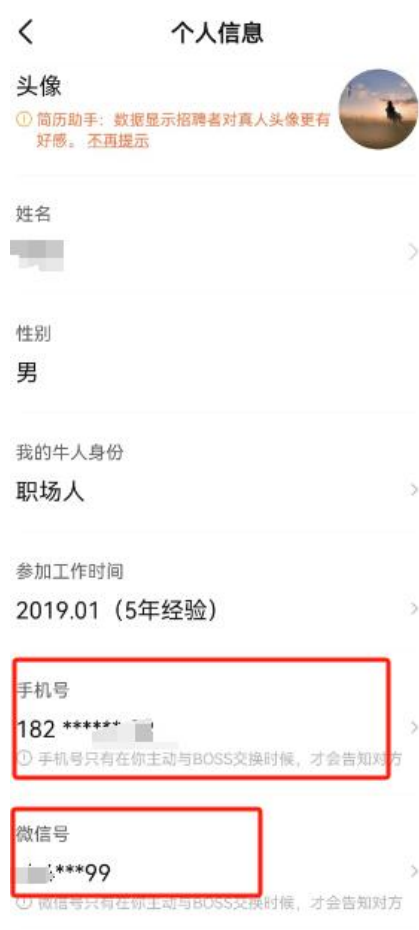 个人信息
头像
简历助手：数据显示招聘者对真人头像更有
好感。 不再提示
姓名
性别
男
我的牛人身份
职场人
参加工作时间
2019.01（5年经验）
手机号
182 ******
手机号只有在你主动与BOSS交换时候，才会告知对方
微信号
***99
微信号只有在你主动与BOSS交换时候，才会告知对方